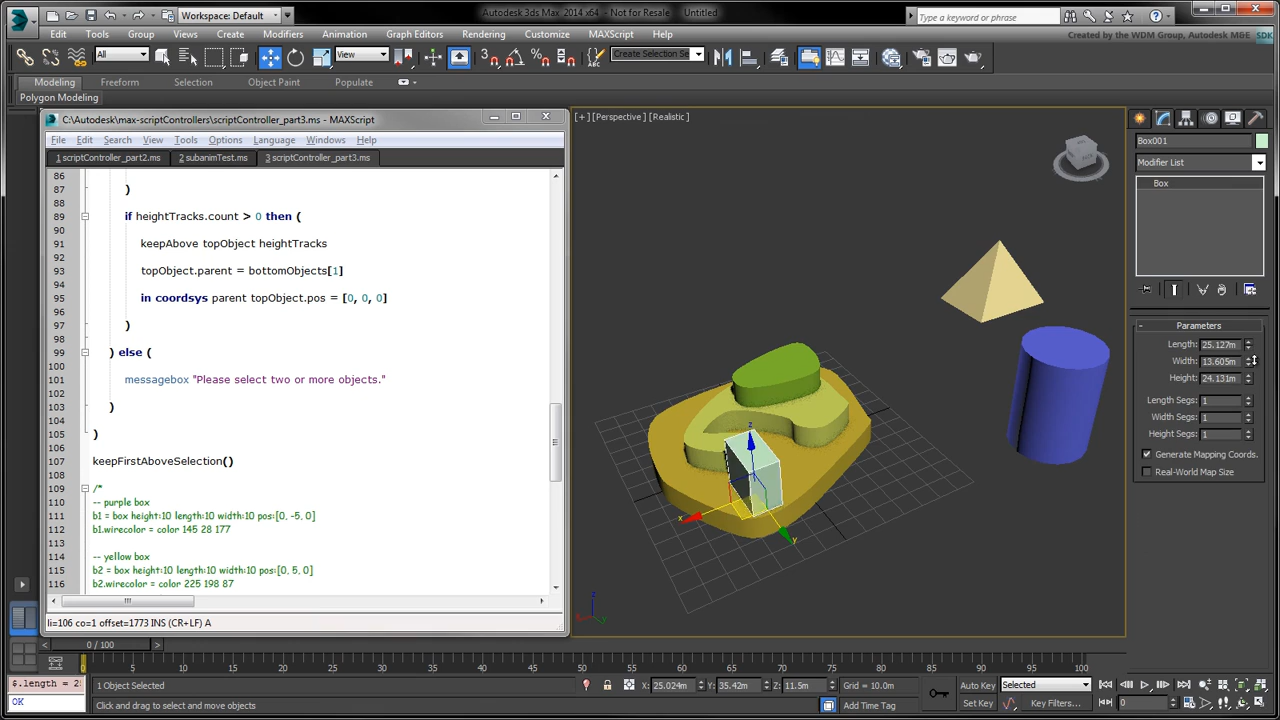 Workspace: Default
Autodesk 3ds Max 2014 x64 - Not for Resale Untitled
Type a keyword or phrase
Edit Tools Group Views Create Modifiers Animation Graph Editors Rendering Customize MAXScript Help
Created by the WDM Group, Autodesk M&E SDK
All
View
Create Selection Se
Modeling Freeform Selection Object Paint Populate
Polygon Modeling
C:\Autodesk\max-scriptControllers\scriptController_part3.ms - MAXScript
File Edit Search View Tools Options Language Windows Help
1 scriptController_part2.ms 2 subanimTest.ms 3 scriptController_part3.ms
86
87 )
88
89 if heightTracks.count > 0 then (
90
91 keepAbove topObject heightTracks
92
93 topObject.parent = bottomObjects[1]
94
95 in coordsys parent topObject.pos = [0, 0, 0]
96
97 )
98
99 ) else (
100
101 messagebox "Please select two or more objects."
102
103 )
104
105 )
106
107 keepFirstAboveSelection()
108
109 /*
110 -- purple box
111 b1 = box height:10 length:10 width:10 pos:[0, -5, 0]
112 b1.wirecolor = color 145 28 177
113
114 -- yellow box
115 b2 = box height:10 length:10 width:10 pos:[0, 5, 0]
116 b2.wirecolor = color 225 198 87
li=106 co=1 offset=1773 INS (CR+LF) A
[+] [Perspective] [Realistic]
z
x
y
z
y
Box001
Modifier List
Box
- Parameters
Length: 25.127m
Width: 13.605m
Height: 24.131m
Length Segs: 1
Width Segs: 1
Height Segs: 1
Generate Mapping Coords.
Real-World Map Size
< 0 / 100 >
0 5 10 15 20 25 30 35 40 45 50 55 60 65 70 75 80 85 90 95 100
$.length = 2
OK
1 Object Selected
X: 25.024m Y: 35.42m Z: 11.5m Grid = 10.0m
Click and drag to select and move objects
Add Time Tag
Auto Key Selected
Set Key Key Filters...
0